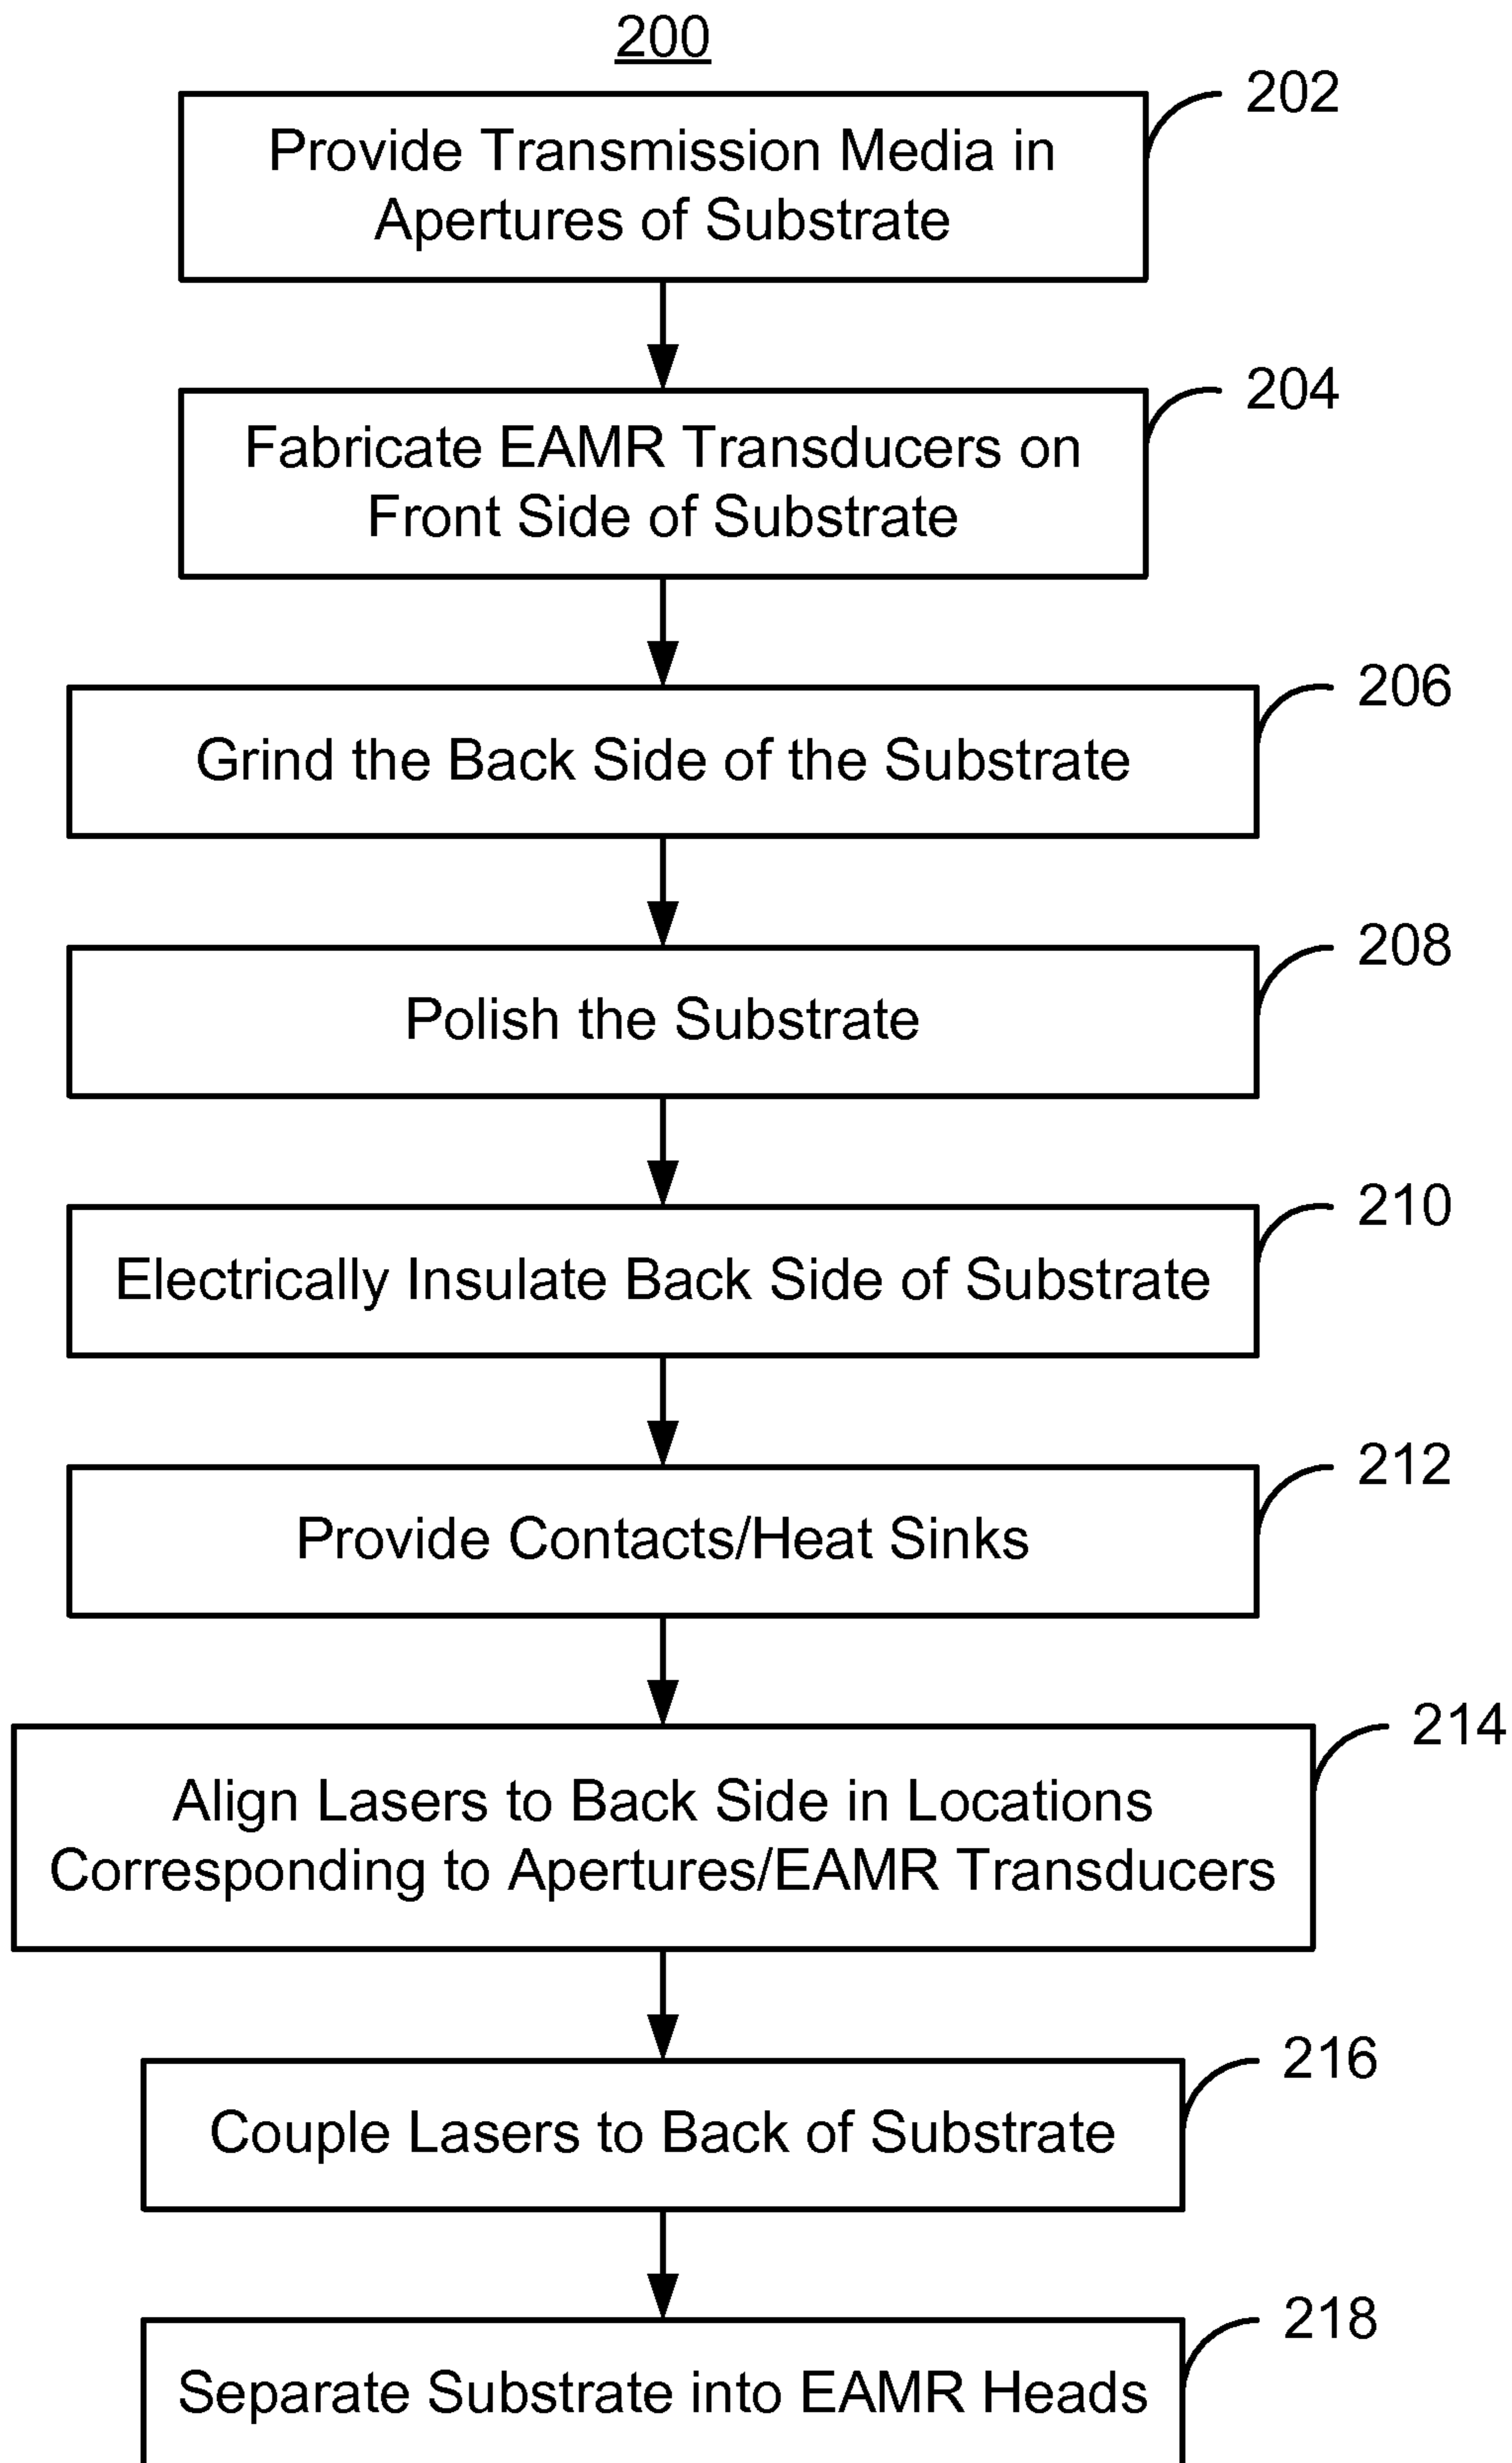 200
202
Provide Transmission Media in
Apertures of Substrate
204
Fabricate EAMR Transducers on
Front Side of Substrate
206
Grind the Back Side of the Substrate
208
Polish the Substrate
210
Electrically Insulate Back Side of Substrate
212
Provide Contacts/Heat Sinks
214
Align Lasers to Back Side in Locations
Corresponding to Apertures/EAMR Transducers
216
Couple Lasers to Back of Substrate
218
Separate Substrate into EAMR Heads